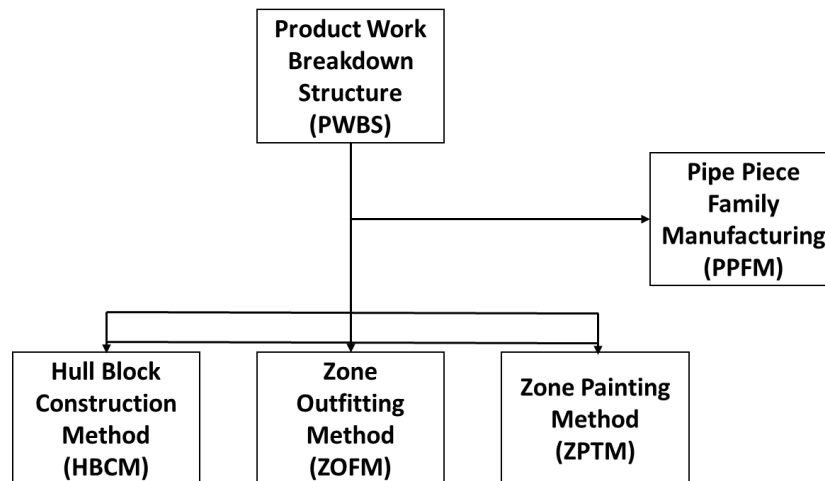 Product Work
Breakdown
Structure
(PWBS)
Pipe Piece
Family
Manufacturing
(PPFM)
Hull Block
Construction
Method
(HBCM)
Zone
Outfitting
Method
(ZOFM)
Zone Painting
Method
(ZPTM)